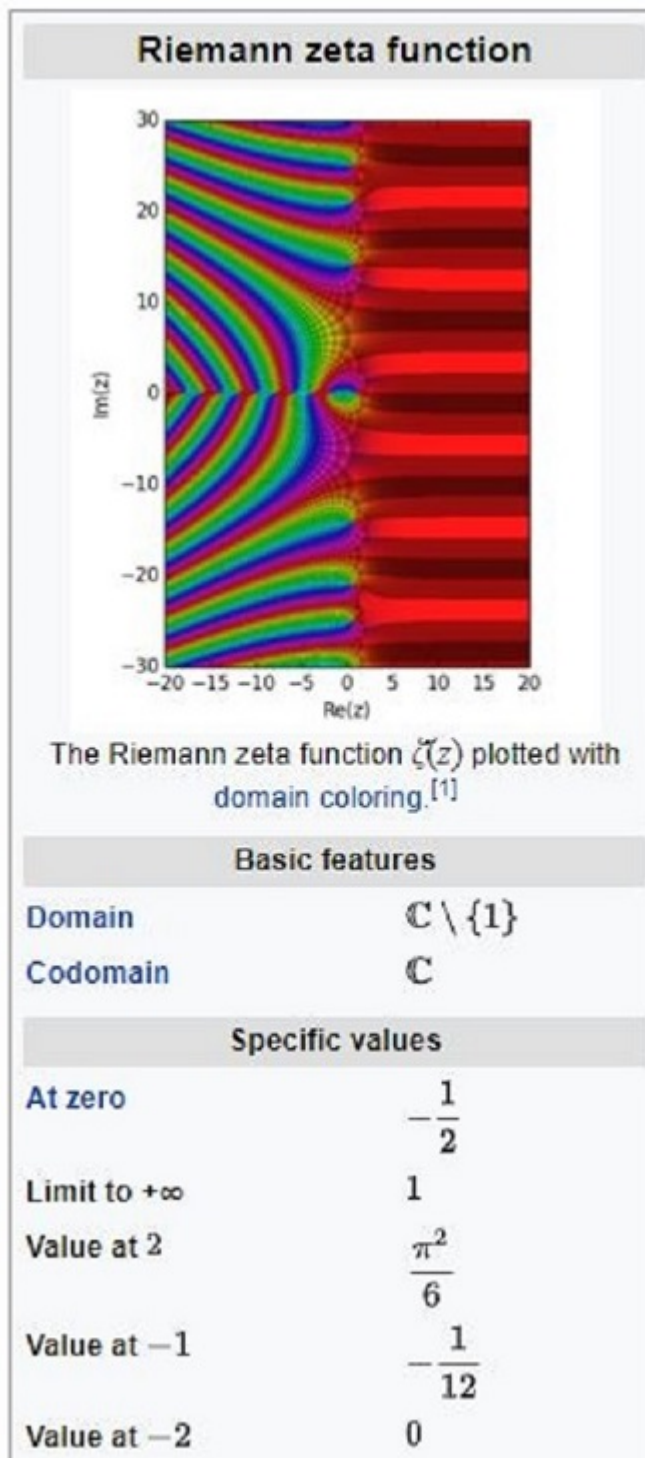 Riemann zeta function
30
20
10
0
−10
−20
−30
Im(z)
−20 −15 −10 −5 0 5 10 15 20
Re(z)
The Riemann zeta function ζ(z) plotted with
domain coloring.[1]
Basic features
Domain ℂ \ {1}
Codomain ℂ
Specific values
At zero −1/2
Limit to +∞ 1
Value at 2 π²/6
Value at −1 −1/12
Value at −2 0